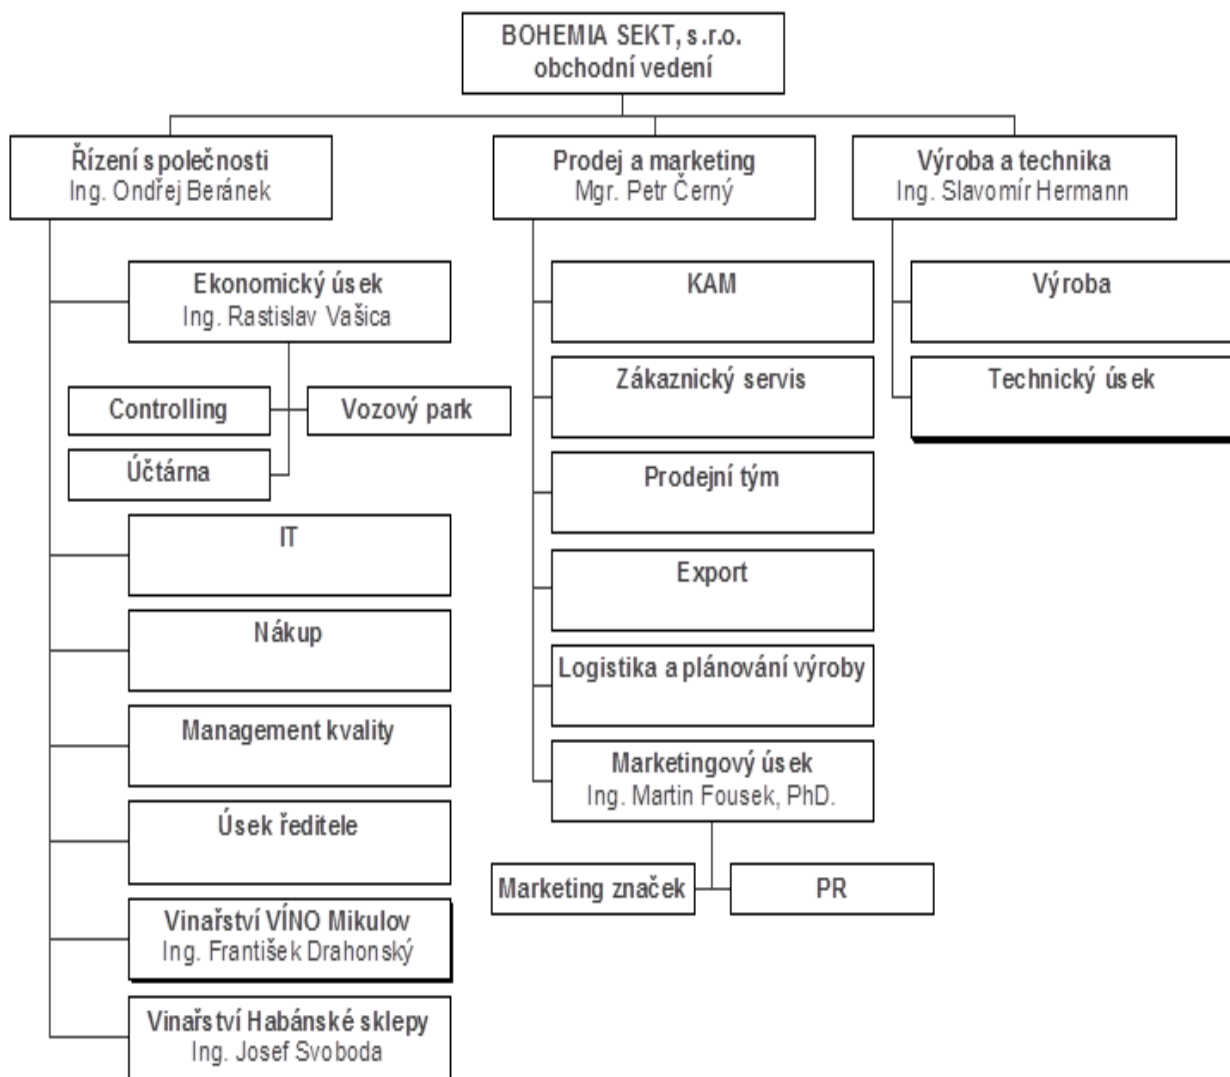 BOHEMIA SEKT, s.r.o.
obchodní vedení
Řízení společnosti
Ing. Ondřej Beránek
Prodej a marketing
Mgr. Petr Černý
Výroba a technika
Ing. Slavomír Hermann
Ekonomický úsek
Ing. Rastislav Vašica
Controlling
Vozový park
Účtárna
IT
Nákup
Management kvality
Úsek ředitele
Vinařství VÍNO Mikulov
Ing. František Drahonský
Vinařství Habánské sklepy
Ing. Josef Svoboda
KAM
Zákaznický servis
Prodejní tým
Export
Logistika a plánování výroby
Marketingový úsek
Ing. Martin Fousek, PhD.
Marketing značek
PR
Výroba
Technický úsek